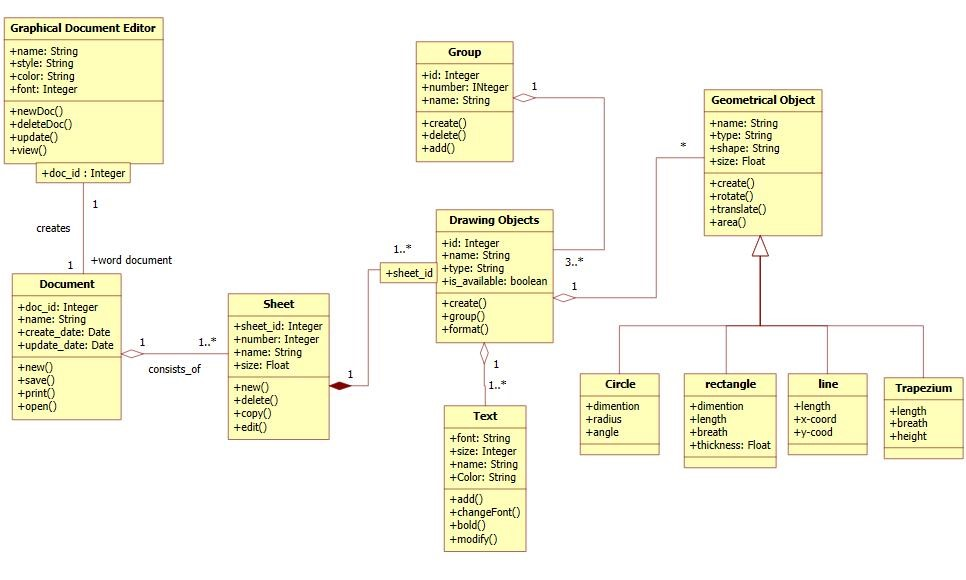 Graphical Document Editor
+name: String
+style: String
+color: String
+font: Integer
+newDoc()
+deleteDoc()
+update()
+view()
+doc_id : Integer
1
creates
1
+word document
Document
+doc_id: Integer
+name: String
+create_date: Date
+update_date: Date
+new()
+save()
+print()
+open()
1
1..*
consists_of
Sheet
+sheet_id: Integer
+number: Integer
+name: String
+size: Float
+new()
+delete()
+copy()
+edit()
1
1..*
+sheet_id
Group
+id: Integer
+number: INteger
+name: String
+create()
+delete()
+add()
1
Drawing Objects
+id: Integer
+name: String
+type: String
+is_available: boolean
+create()
+group()
+format()
3..*
1
1
1..*
Text
+font: String
+size: Integer
+name: String
+Color: String
+add()
+changeFont()
+bold()
+modify()
*
Geometrical Object
+name: String
+type: String
+shape: String
+size: Float
+create()
+rotate()
+translate()
+area()
Circle
+dimention
+radius
+angle
rectangle
+dimention
+length
+breath
+thickness: Float
line
+length
+x-coord
+y-cood
Trapezium
+length
+breath
+height